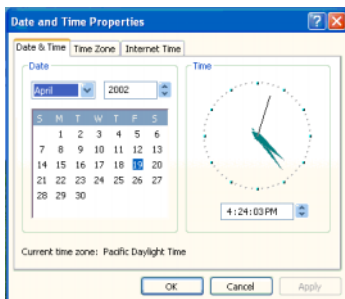 Date and Time Properties
Date & Time Time Zone Internet Time
Date
Time
April 2002
S M T W T F S
1 2 3 4 5 6
7 8 9 10 11 12 13
14 15 16 17 18 19 20
21 22 23 24 25 26 27
28 29 30
4:24:03 PM
Current time zone: Pacific Daylight Time
OK Cancel Apply